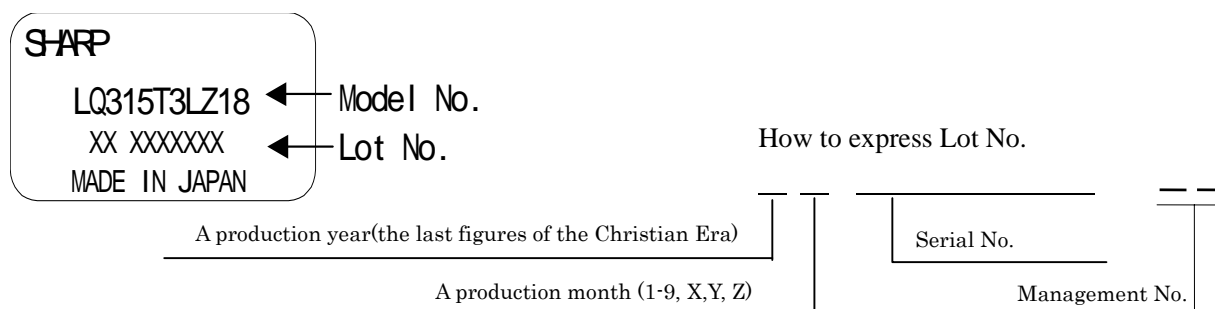 SHARP
LQ315T3LZ18
Model No.
XX XXXXXXX
Lot No.
MADE IN JAPAN
How to express Lot No.
A production year(the last figures of the Christian Era)
Serial No.
A production month (1-9, X,Y, Z)
Management No.